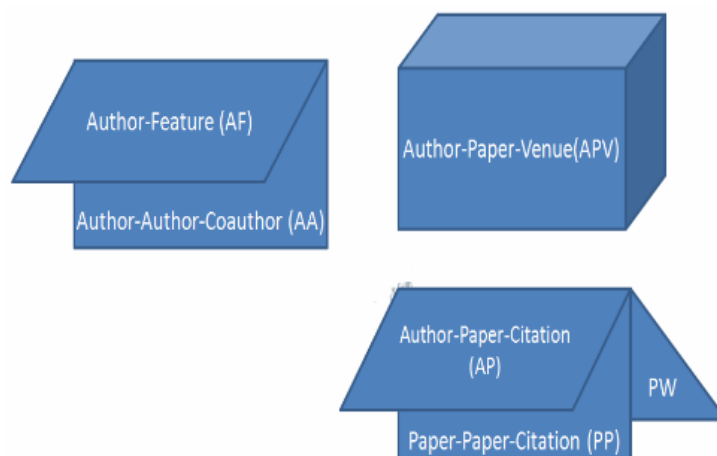 Author-Feature (AF)
Author-Author-Coauthor (AA)
Author-Paper-Venue(APV)
Author-Paper-Citation
(AP)
PW
Paper-Paper-Citation (PP)